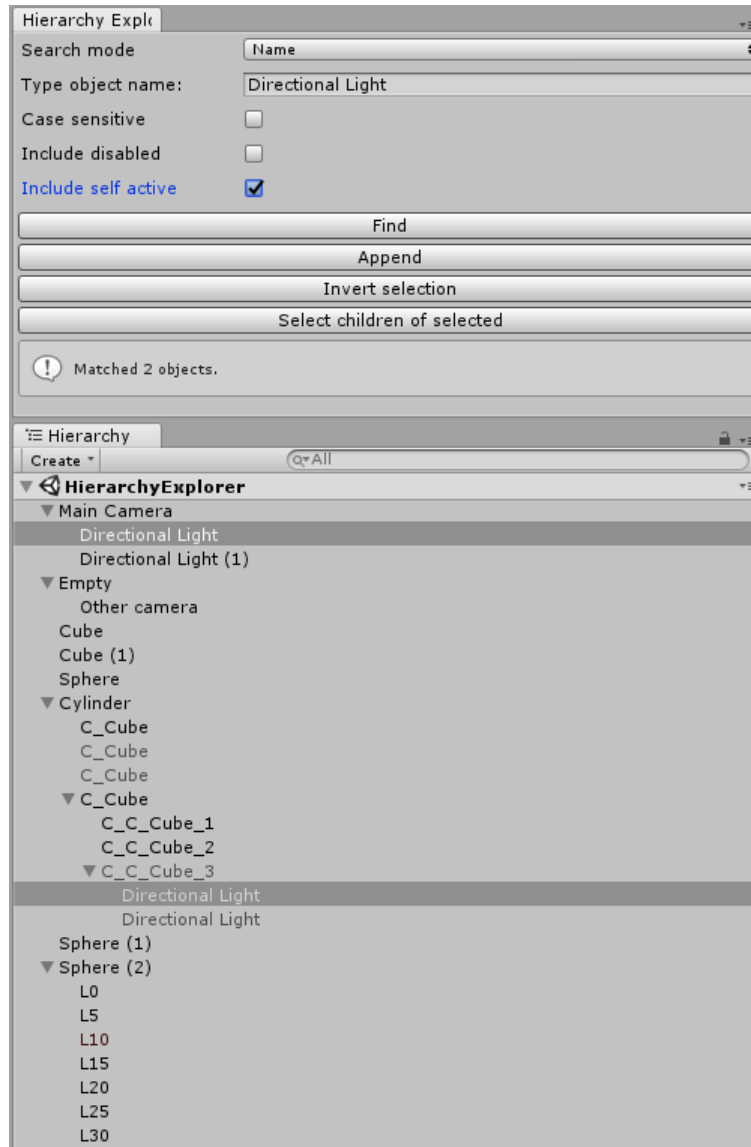 Hierarchy Explo
Search mode Name
Type object name: Directional Light
Case sensitive
Include disabled
Include self active
Find
Append
Invert selection
Select children of selected
Matched 2 objects.
Hierarchy
Create All
HierarchyExplorer
Main Camera
Directional Light
Directional Light (1)
Empty
Other camera
Cube
Cube (1)
Sphere
Cylinder
C_Cube
C_Cube
C_Cube
C_Cube
C_C_Cube_1
C_C_Cube_2
C_C_Cube_3
Directional Light
Directional Light
Sphere (1)
Sphere (2)
L0
L5
L10
L15
L20
L25
L30